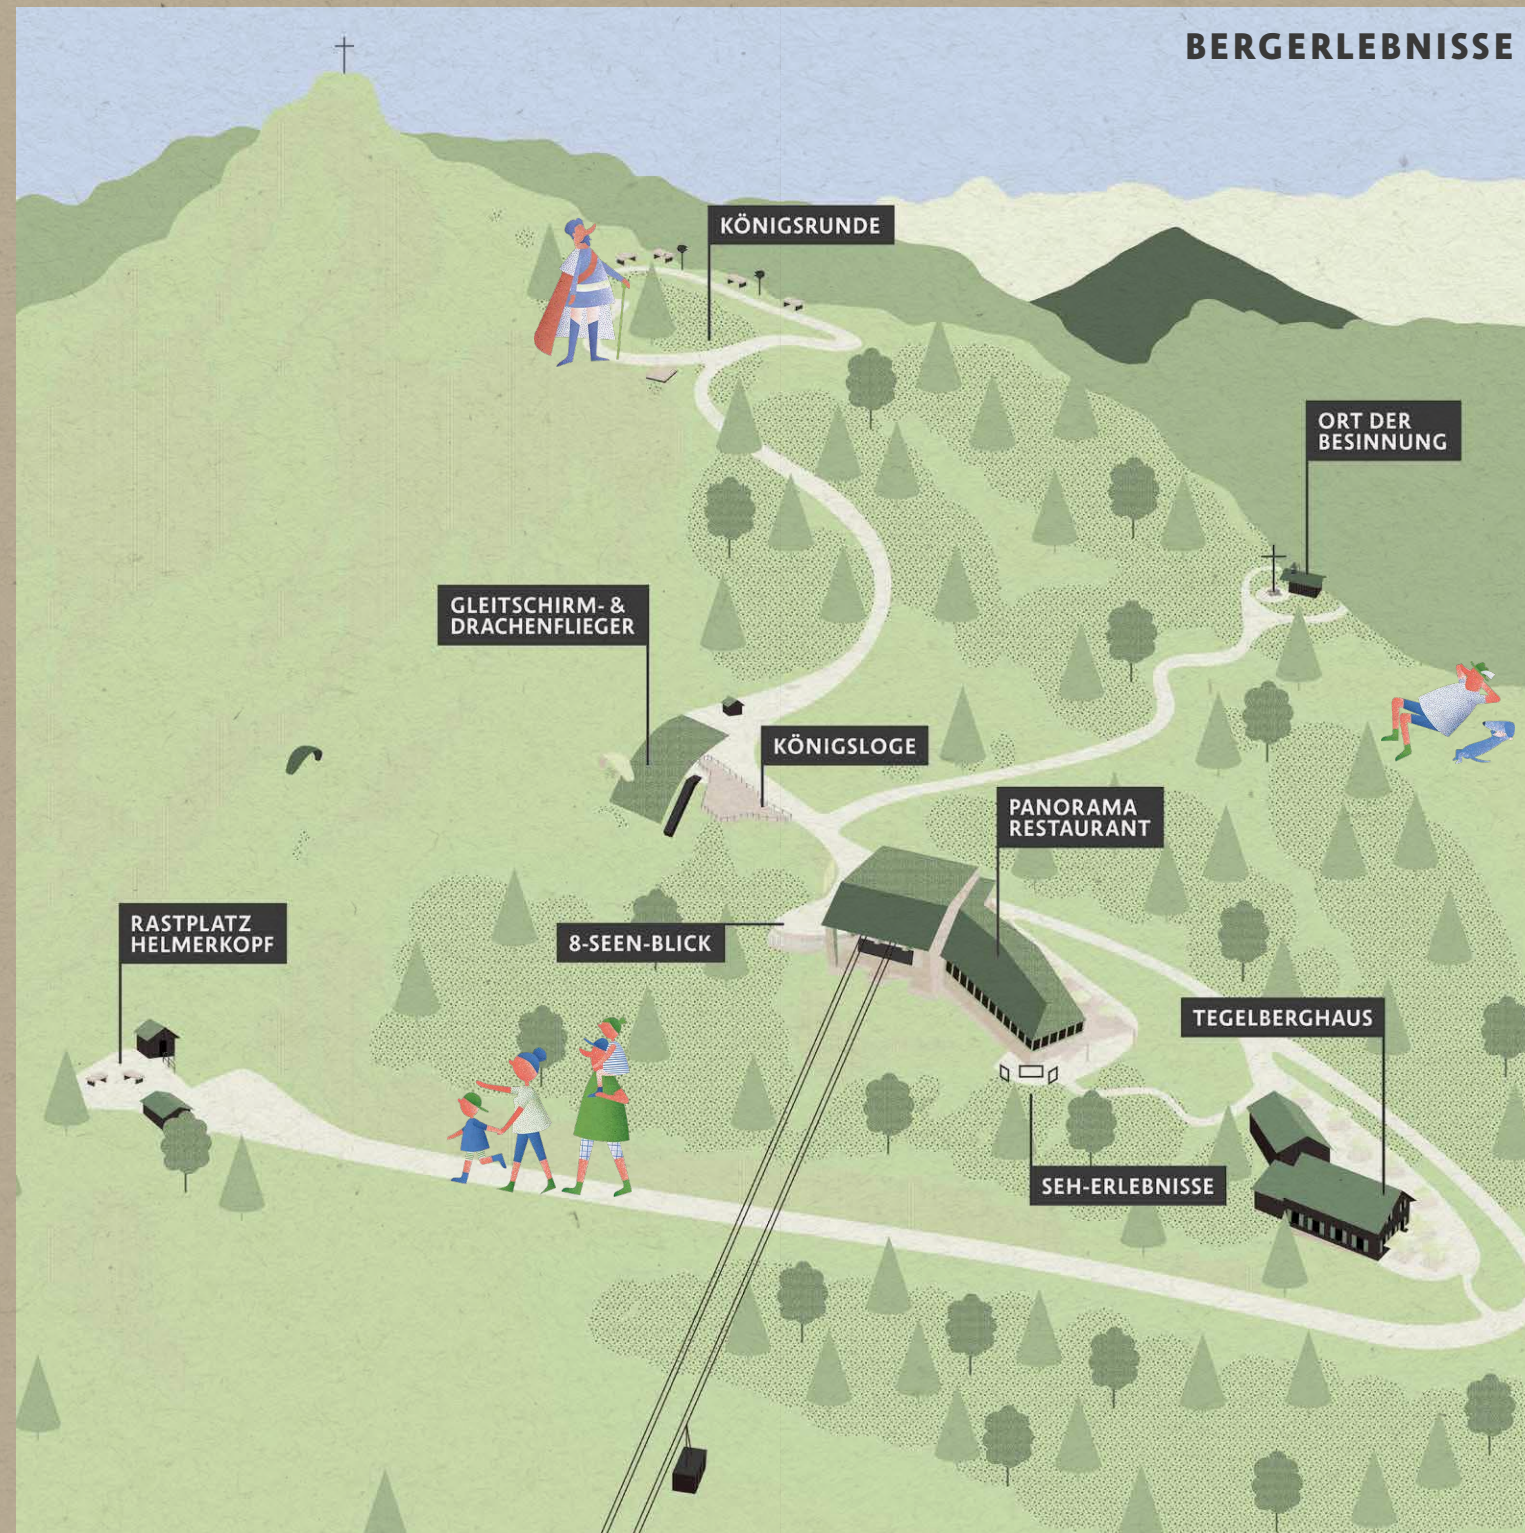 BERGERLEBNISSE
KÖNIGSRUNDE
ORT DER
BESINNUNG
GLEITSCHIRM- &
DRACHENFLIEGER
KÖNIGSLOGE
PANORAMA
RESTAURANT
RASTPLATZ
HELMERKOPF
8-SEEN-BLICK
TEGELBERGHAUS
SEH-ERLEBNISSE